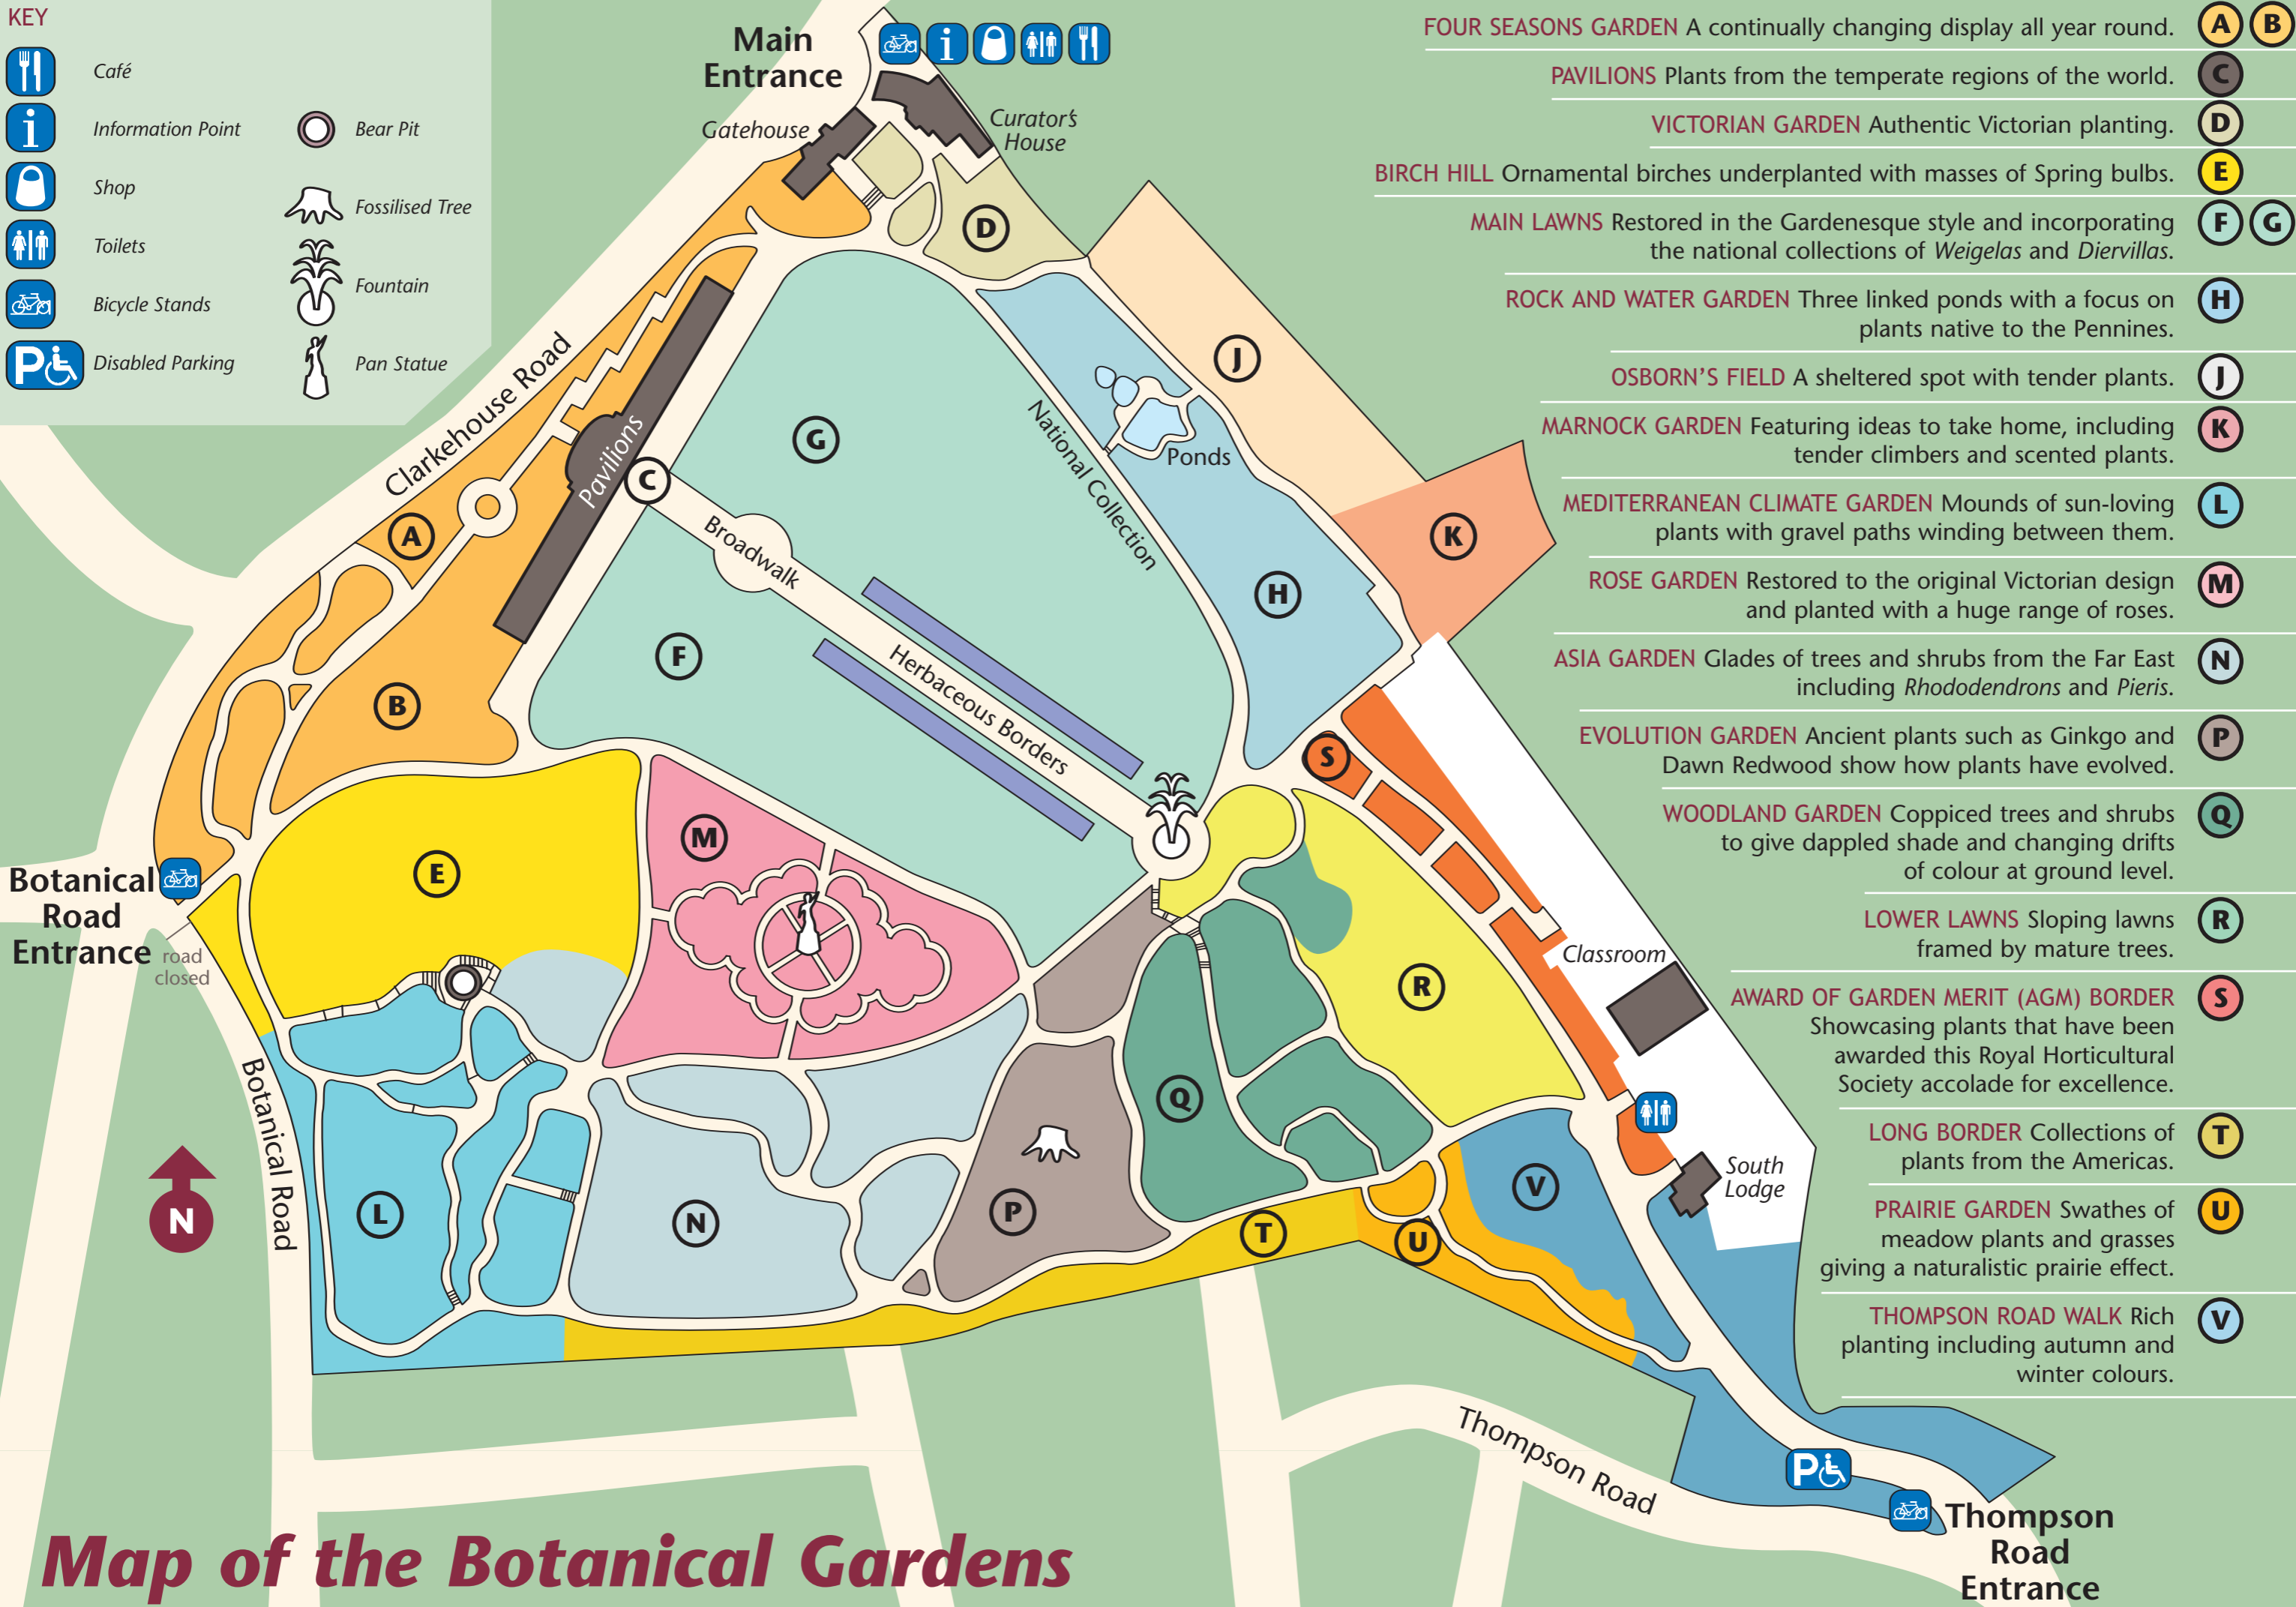 KEY
Café
Information Point
Shop
Toilets
Bicycle Stands
P
Disabled Parking
Bear Pit
Fossilised Tree
Fountain
Pan Statue
Main
Entrance
i
Gatehouse
Curator's
House
Clarkehouse Road
Pavilions
C
A
B
D
G
F
J
K
H
National Collection
Ponds
Broadwalk
Herbaceous Borders
S
E
M
R
Classroom
Botanical
Road
Entrance
road
closed
Botanical Road
N
L
N
P
Q
T
U
V
South
Lodge
Thompson Road
P
Thompson
Road
Entrance
Map of the Botanical Gardens
FOUR SEASONS GARDEN A continually changing display all year round. A B
PAVILIONS Plants from the temperate regions of the world. C
VICTORIAN GARDEN Authentic Victorian planting. D
BIRCH HILL Ornamental birches underplanted with masses of Spring bulbs. E
MAIN LAWNS Restored in the Gardenesque style and incorporating F G
the national collections of Weigelas and Diervillas.
ROCK AND WATER GARDEN Three linked ponds with a focus on H
plants native to the Pennines.
OSBORN'S FIELD A sheltered spot with tender plants. J
MARNOCK GARDEN Featuring ideas to take home, including K
tender climbers and scented plants.
MEDITERRANEAN CLIMATE GARDEN Mounds of sun-loving L
plants with gravel paths winding between them.
ROSE GARDEN Restored to the original Victorian design M
and planted with a huge range of roses.
ASIA GARDEN Glades of trees and shrubs from the Far East N
including Rhododendrons and Pieris.
EVOLUTION GARDEN Ancient plants such as Ginkgo and P
Dawn Redwood show how plants have evolved.
WOODLAND GARDEN Coppiced trees and shrubs Q
to give dappled shade and changing drifts
of colour at ground level.
LOWER LAWNS Sloping lawns R
framed by mature trees.
AWARD OF GARDEN MERIT (AGM) BORDER S
Showcasing plants that have been
awarded this Royal Horticultural
Society accolade for excellence.
LONG BORDER Collections of T
plants from the Americas.
PRAIRIE GARDEN Swathes of U
meadow plants and grasses
giving a naturalistic prairie effect.
THOMPSON ROAD WALK Rich V
planting including autumn and
winter colours.